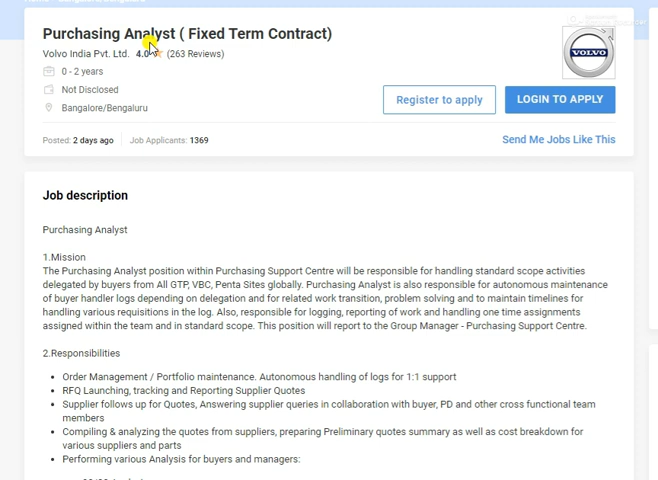 Purchasing Analyst ( Fixed Term Contract)
Volvo India Pvt. Ltd. 4.0 (263 Reviews)
0 - 2 years
Not Disclosed
Bangalore/Bengaluru
VOLVO
Register to apply
LOGIN TO APPLY
Posted: 2 days ago Job Applicants: 1369
Send Me Jobs Like This
Job description
Purchasing Analyst
1.Mission
The Purchasing Analyst position within Purchasing Support Centre will be responsible for handling standard scope activities
delegated by buyers from All GTP, VBC, Penta Sites globally. Purchasing Analyst is also responsible for autonomous maintenance
of buyer handler logs depending on delegation and for related work transition, problem solving and to maintain timelines for
handling various requisitions in the log. Also, responsible for logging, reporting of work and handling one time assignments
assigned within the team and in standard scope. This position will report to the Group Manager - Purchasing Support Centre.
2.Responsibilities
• Order Management / Portfolio maintenance. Autonomous handling of logs for 1:1 support
• RFQ Launching, tracking and Reporting Supplier Quotes
• Supplier follows up for Quotes, Answering supplier queries in collaboration with buyer, PD and other cross functional team
members
• Compiling & analyzing the quotes from suppliers, preparing Preliminary quotes summary as well as cost breakdown for
various suppliers and parts
• Performing various Analysis for buyers and managers: